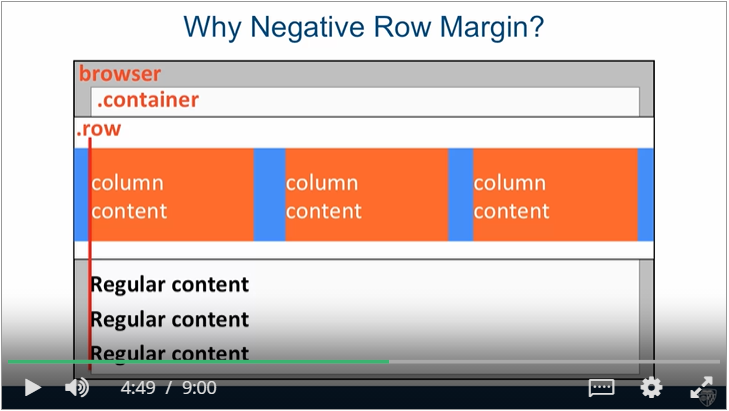 Why Negative Row Margin?
browser
.container
.row
column column column
content content content
Regular content
Regular content
Regular content
4:49 / 9:00